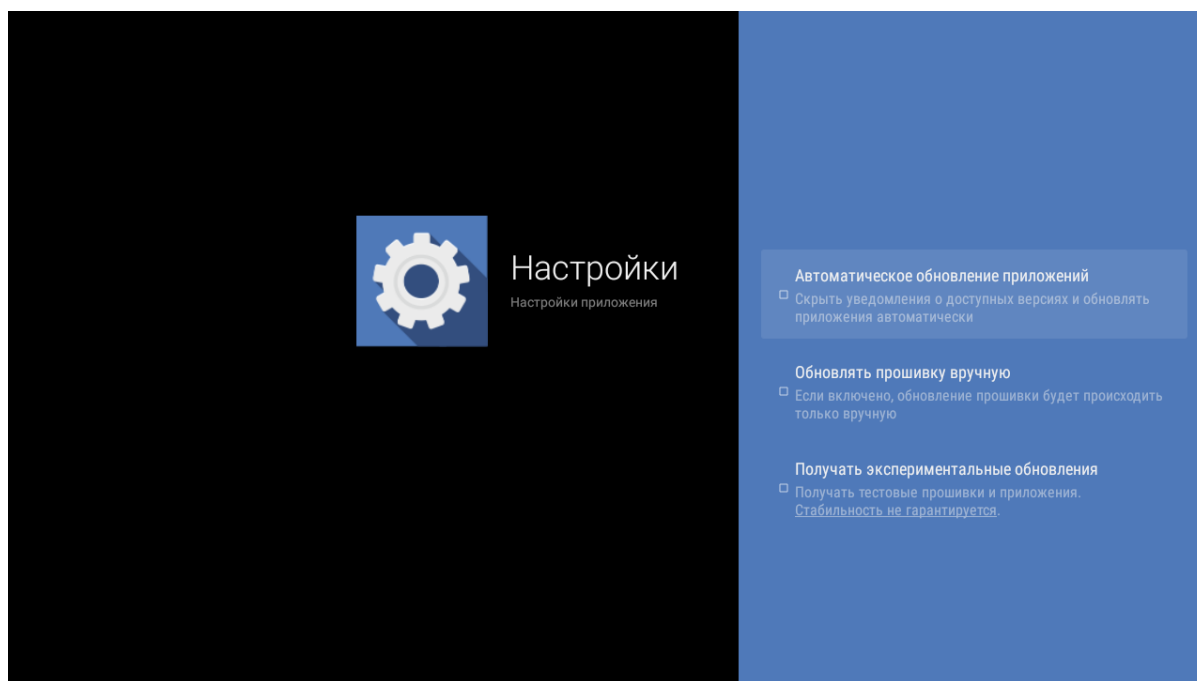 Настройки
Настройки приложения
Автоматическое обновление приложений
Скрыть уведомления о доступных версиях и обновлять
приложения автоматически
Обновлять прошивку вручную
Если включено, обновление прошивки будет происходить
только вручную
Получать экспериментальные обновления
Получать тестовые прошивки и приложения.
Стабильность не гарантируется.